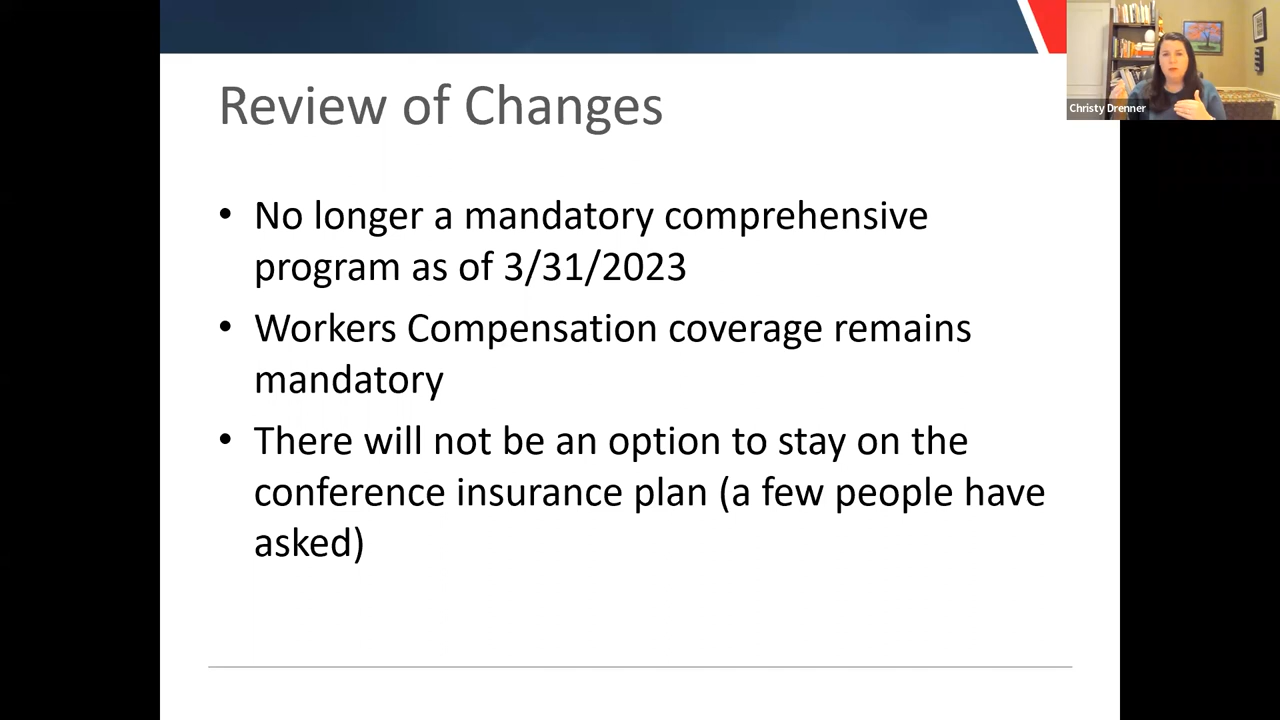 Review of Changes
Christy Drenner
• No longer a mandatory comprehensive
program as of 3/31/2023
• Workers Compensation coverage remains
mandatory
• There will not be an option to stay on the
conference insurance plan (a few people have
asked)